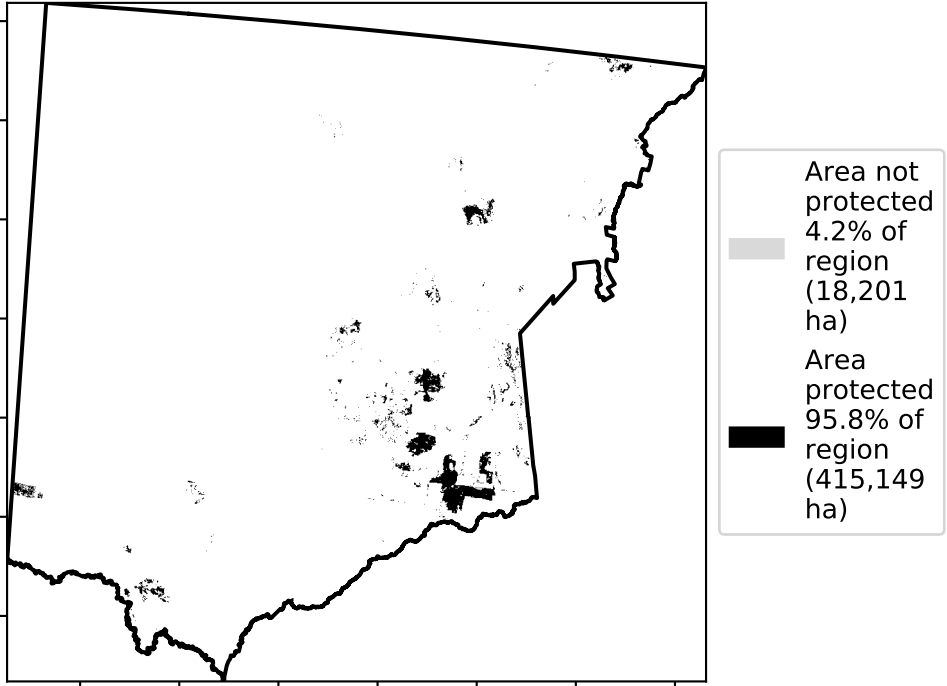 Area not
protected
4.2% of
region
(18,201
ha)
Area
protected
95.8% of
region
(415,149
ha)